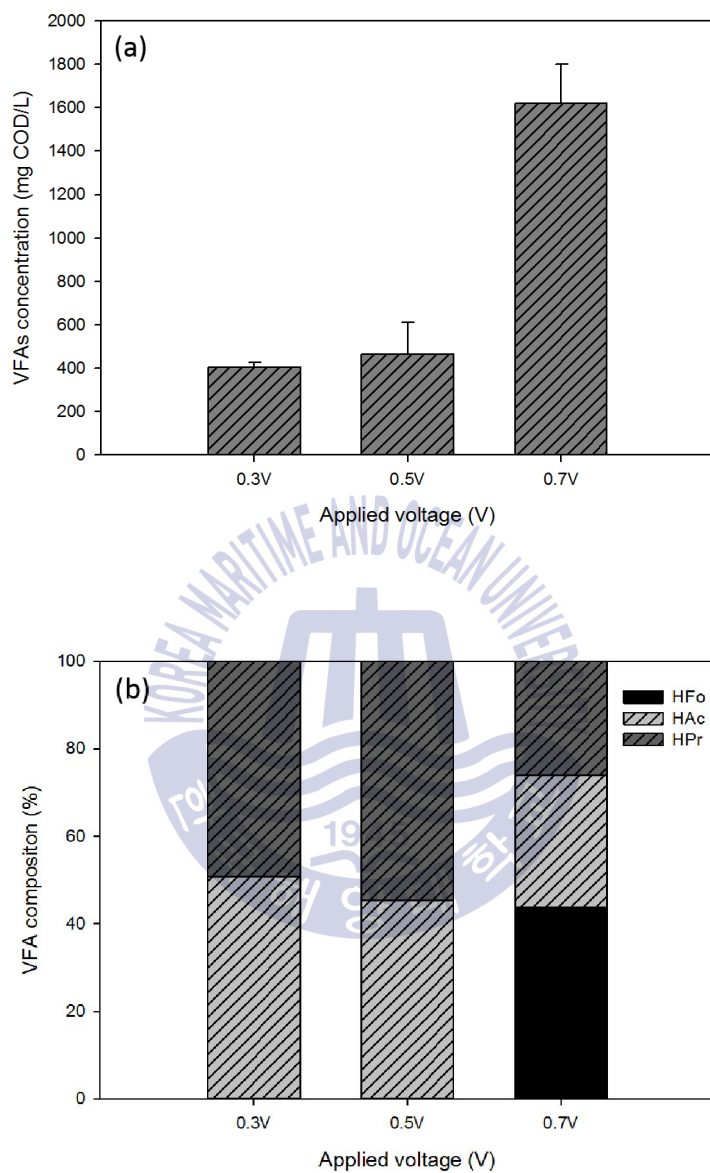 (a)
VFAs concentration (mg COD/L)
2000
1800
1600
1400
1200
1000
800
600
400
200
0
0.3V 0.5V 0.7V
Applied voltage (V)
KOREA MARITIME AND OCEAN UNIVER
(b)
VFA compositon (%)
100
80
60
40
20
0
HFo
HAc
HPr
0.3V 0.5V 0.7V
Applied voltage (V)